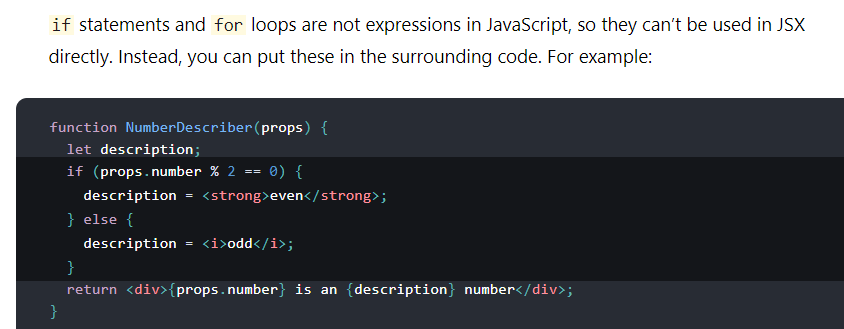 if statements and for loops are not expressions in JavaScript, so they can’t be used in JSX
directly. Instead, you can put these in the surrounding code. For example:
function NumberDescriber(props) {
  let description;
  if (props.number % 2 == 0) {
    description = <strong>even</strong>;
  } else {
    description = <i>odd</i>;
  }
  return <div>{props.number} is an {description} number</div>;
}